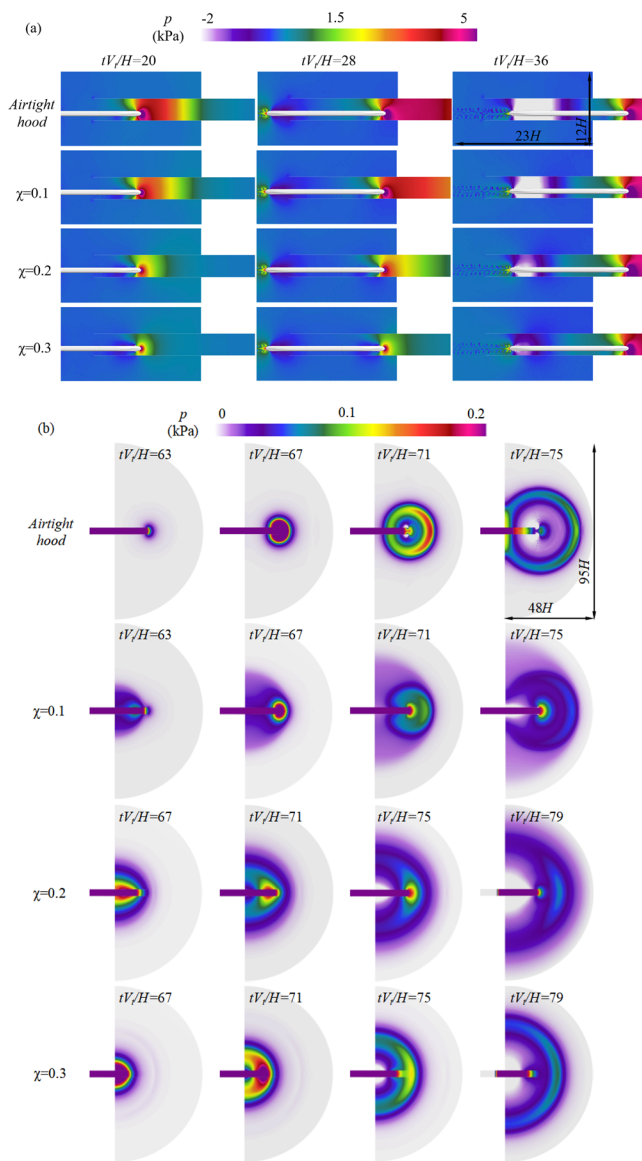 (a) p (kPa) -2 1.5 5
tVₜ/H=20 tVₜ/H=28 tVₜ/H=36
Airtight hood
23H 12H
χ=0.1
χ=0.2
χ=0.3
(b) p (kPa) 0 0.1 0.2
tVₜ/H=63 tVₜ/H=67 tVₜ/H=71 tVₜ/H=75
Airtight hood
95H
48H
tVₜ/H=63 tVₜ/H=67 tVₜ/H=71 tVₜ/H=75
χ=0.1
tVₜ/H=67 tVₜ/H=71 tVₜ/H=75 tVₜ/H=79
χ=0.2
tVₜ/H=67 tVₜ/H=71 tVₜ/H=75 tVₜ/H=79
χ=0.3